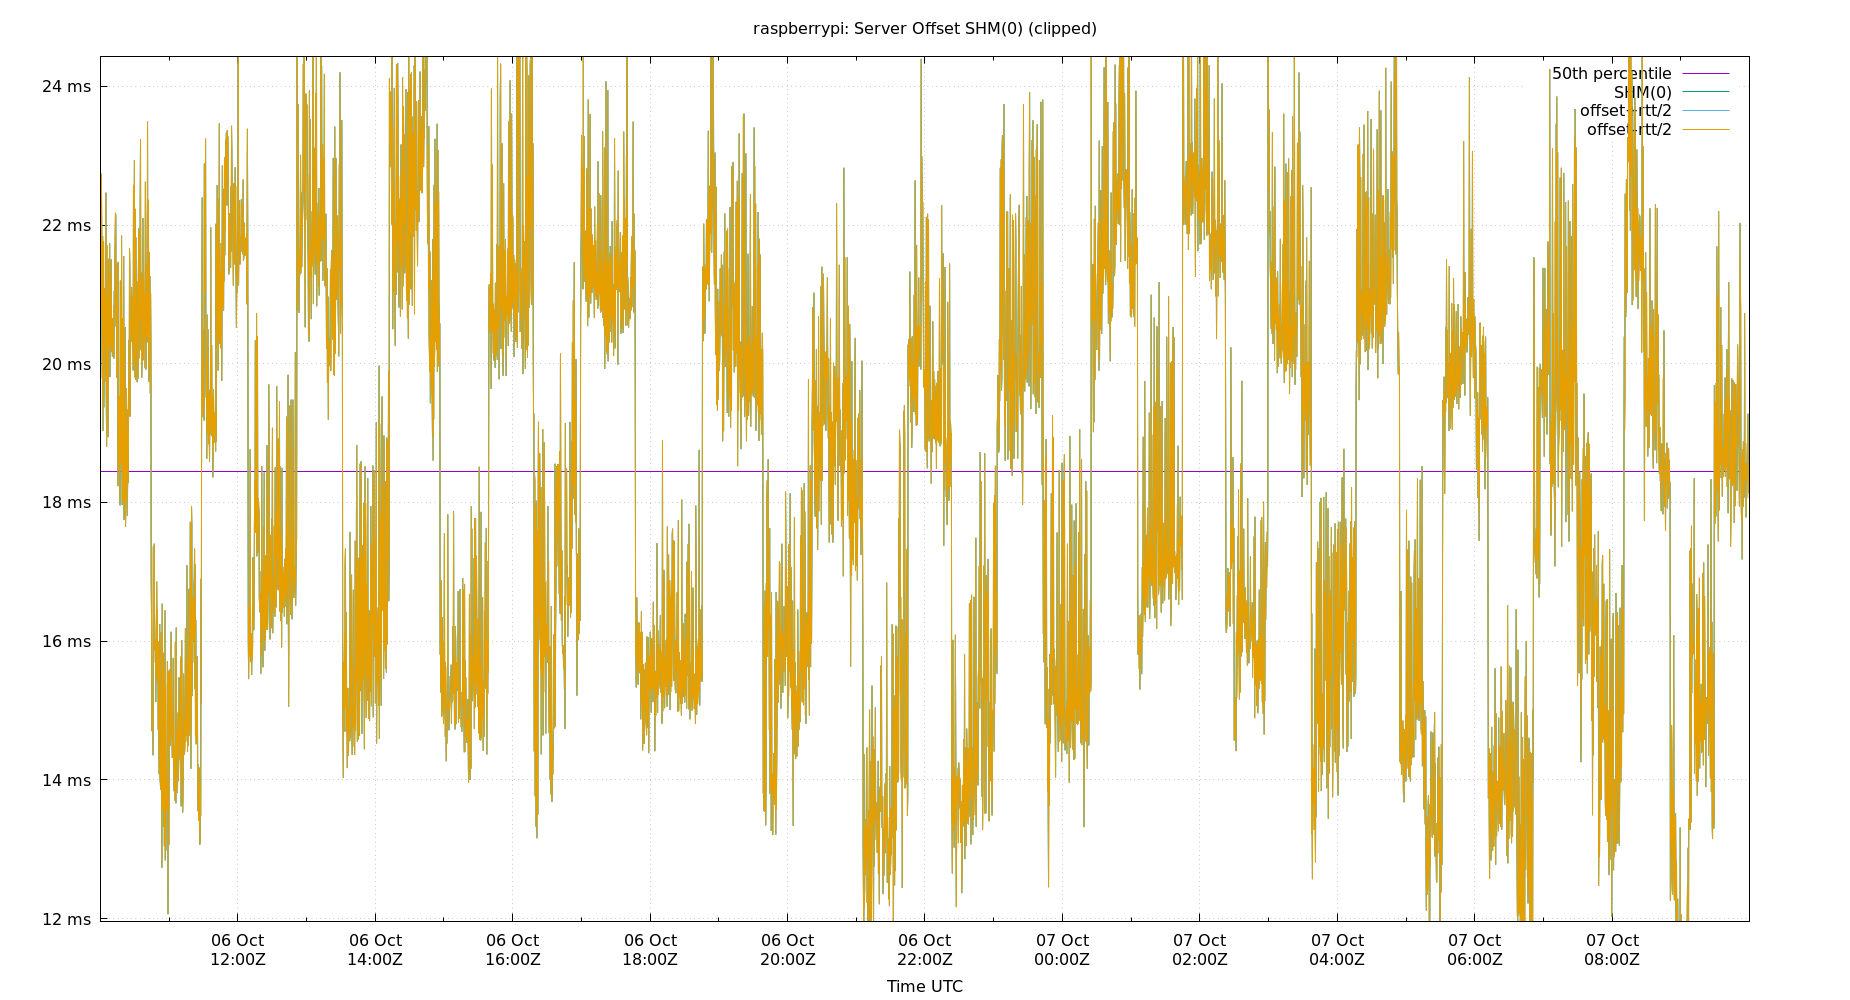 raspberrypi: Server Offset SHM(0) (clipped)
50th percentile
SHM(0)
offset+rtt/2
offset-rtt/2
24 ms
22 ms
20 ms
18 ms
16 ms
14 ms
12 ms
06 Oct 06 Oct 06 Oct 06 Oct 06 Oct 06 Oct 07 Oct 07 Oct 07 Oct 07 Oct 07 Oct
12:00Z 14:00Z 16:00Z 18:00Z 20:00Z 22:00Z 00:00Z 02:00Z 04:00Z 06:00Z 08:00Z
Time UTC